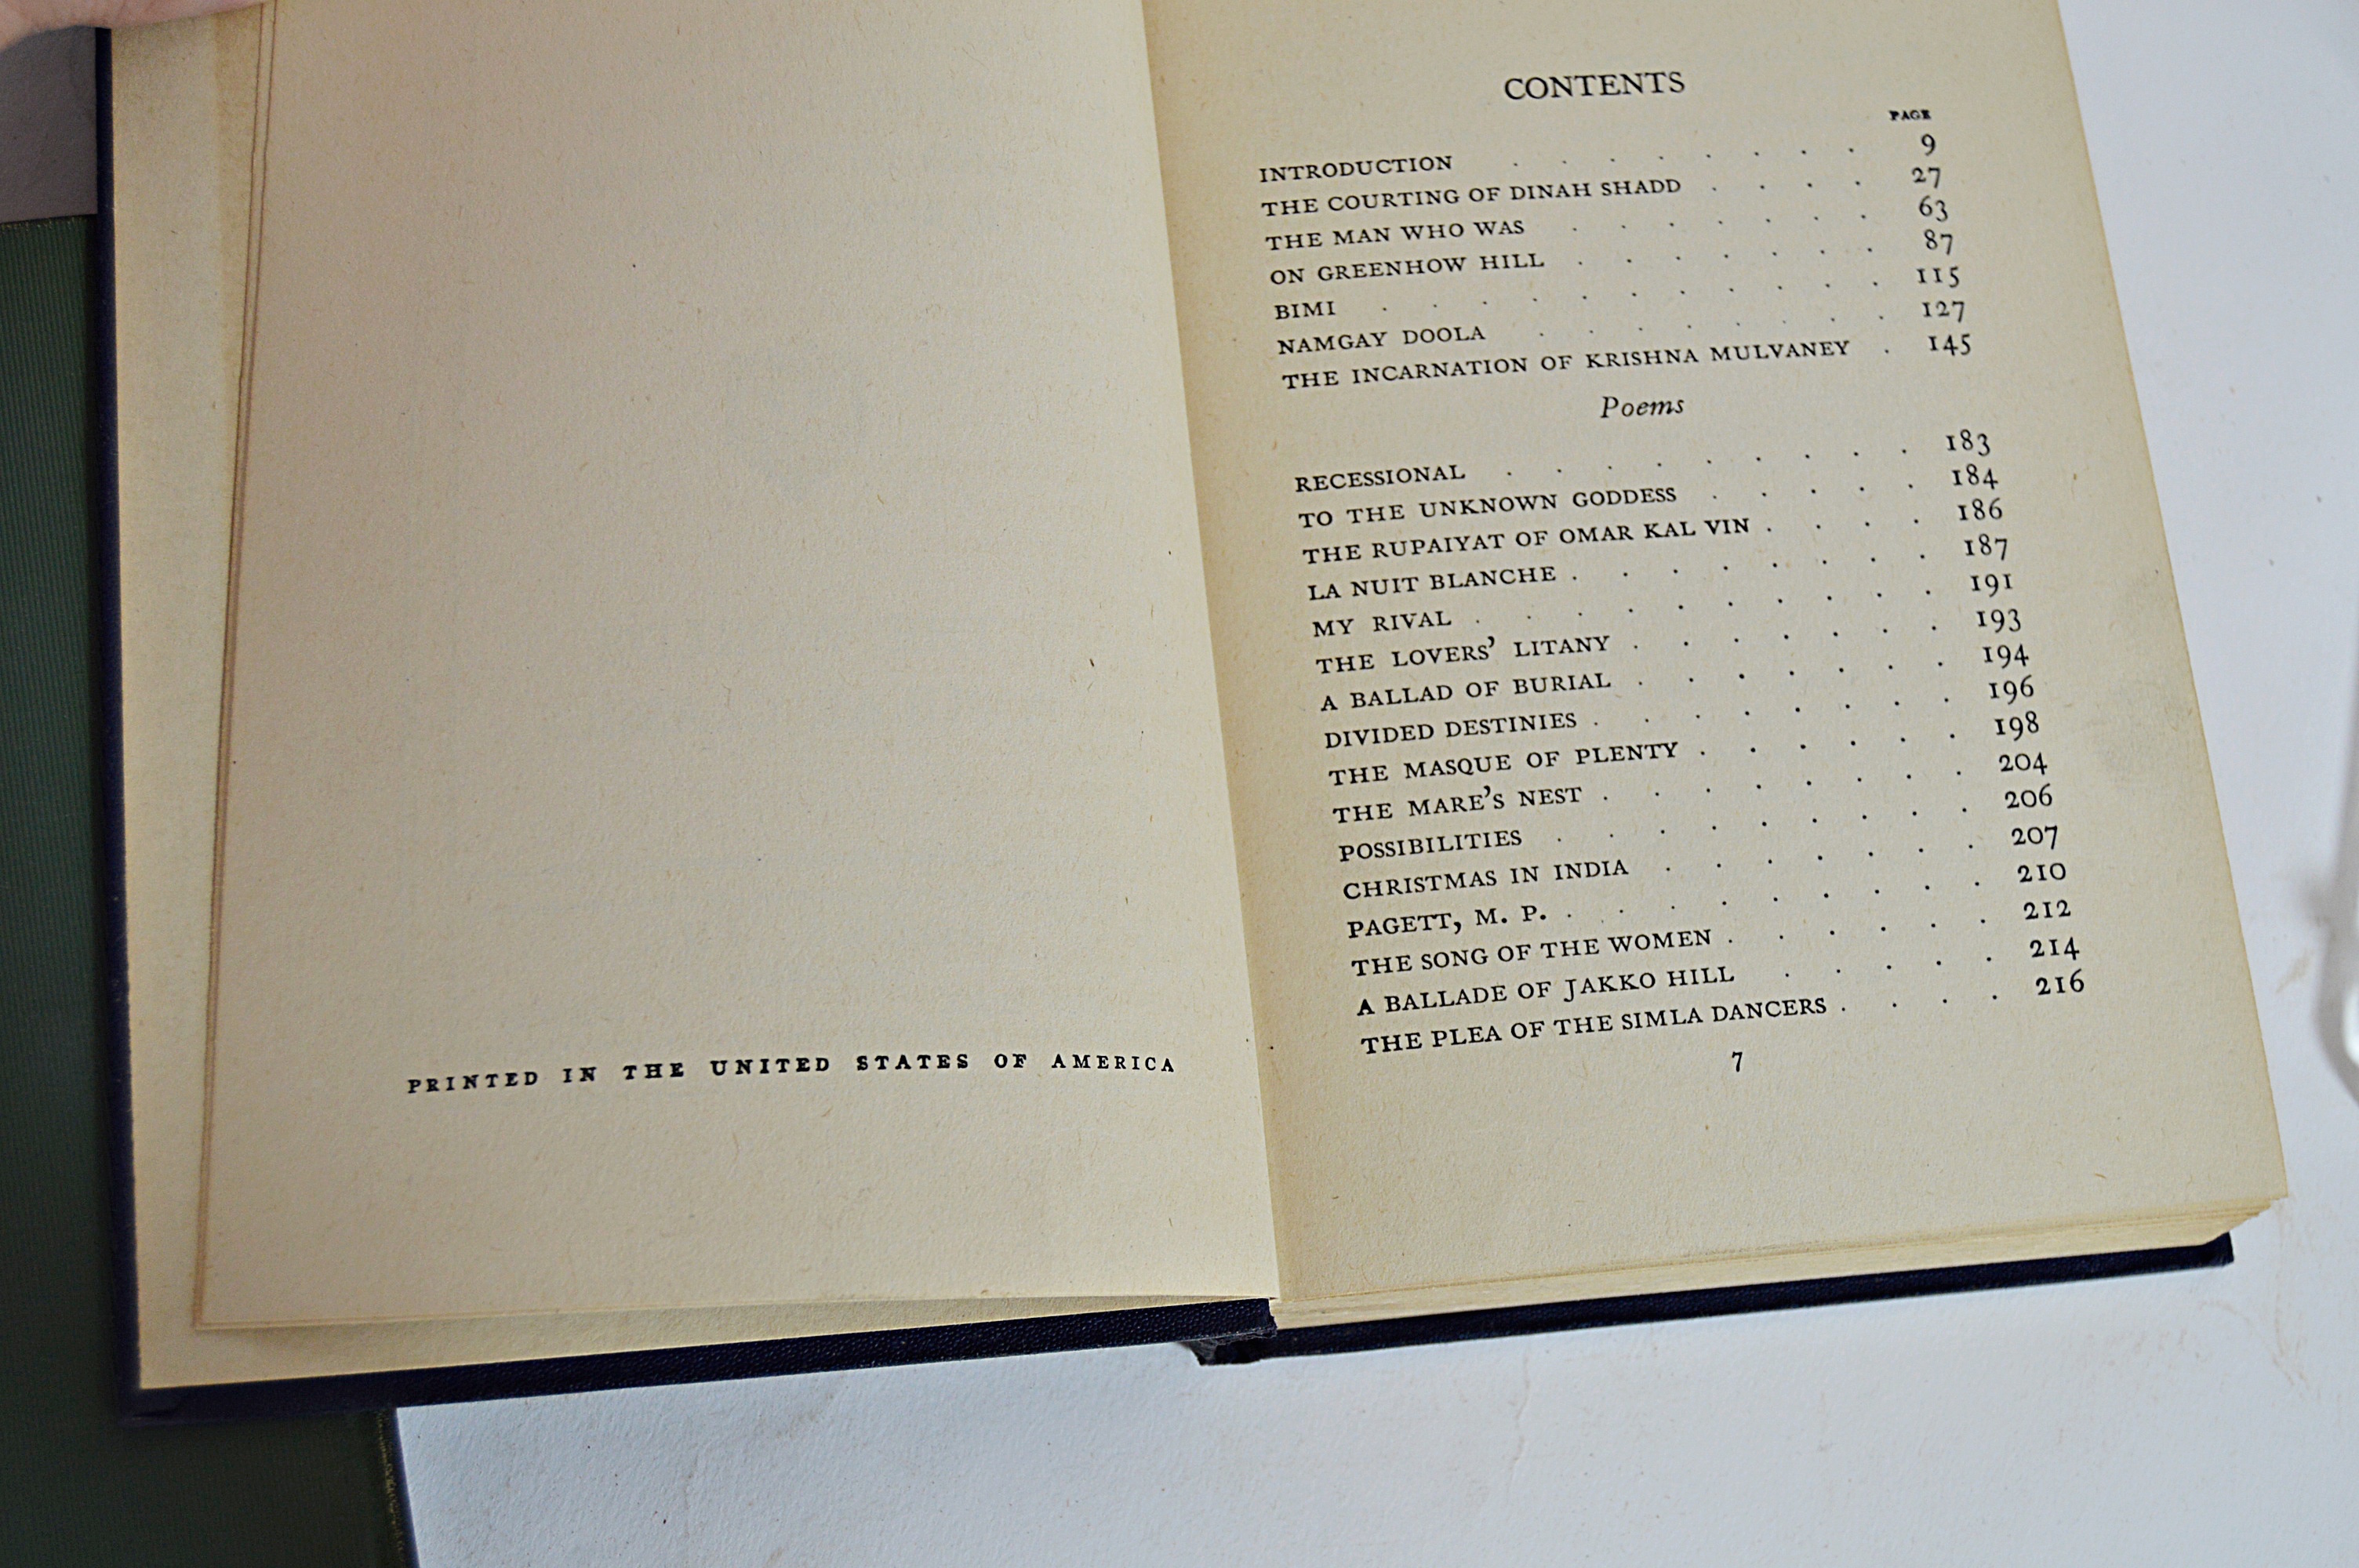 PRINTED IN THE UNITED STATES OF AMERICA
CONTENTS
PAGE
INTRODUCTION . . . . . . . . 9
THE COURTING OF DINAH SHADD . . . . 27
THE MAN WHO WAS . . . . . . . 63
ON GREENHOW HILL . . . . . . . 87
BIMI . . . . . . . . . . . 115
NAMGAY DOOLA . . . . . . . . 127
THE INCARNATION OF KRISHNA MULVANEY . 145
Poems
RECESSIONAL . . . . . . . . . 183
TO THE UNKNOWN GODDESS . . . . . 184
THE RUPAIYAT OF OMAR KAL VIN . . . . 186
LA NUIT BLANCHE . . . . . . . . 187
MY RIVAL . . . . . . . . . . 191
THE LOVERS' LITANY . . . . . . . 193
A BALLAD OF BURIAL . . . . . . . 194
DIVIDED DESTINIES . . . . . . . . 196
THE MASQUE OF PLENTY . . . . . . 198
THE MARE'S NEST . . . . . . . . 204
POSSIBILITIES . . . . . . . . . 206
CHRISTMAS IN INDIA . . . . . . . 207
PAGETT, M. P. . . . . . . . . . 210
THE SONG OF THE WOMEN . . . . . . 212
A BALLADE OF JAKKO HILL . . . . . 214
THE PLEA OF THE SIMLA DANCERS . . . . 216
7